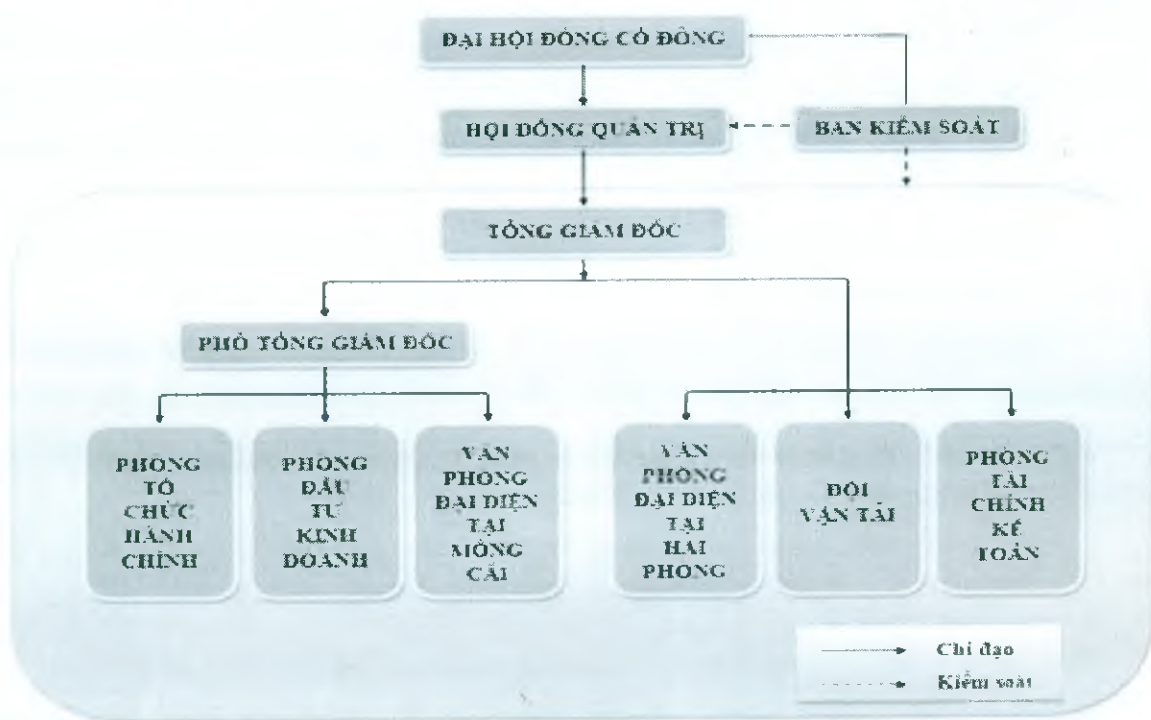 ĐẠI HỘI ĐỒNG CỔ ĐÔNG
HỘI ĐỒNG QUẢN TRỊ
BAN KIỂM SOÁT
TỔNG GIÁM ĐỐC
PHÓ TỔNG GIÁM ĐỐC
PHÒNG
TỔ
CHỨC
HÀNH
CHÍNH
PHÒNG
ĐẦU
TƯ
KINH
DOANH
VĂN
PHÒNG
ĐẠI DIỆN
TẠI
MÓNG
CÁI
VĂN
PHÒNG
ĐẠI DIỆN
TẠI
HẢI
PHÒNG
ĐỘI
VẬN TẢI
PHÒNG
TÀI
CHÍNH
KẾ
TOÁN
Chỉ đạo
Kiểm soát